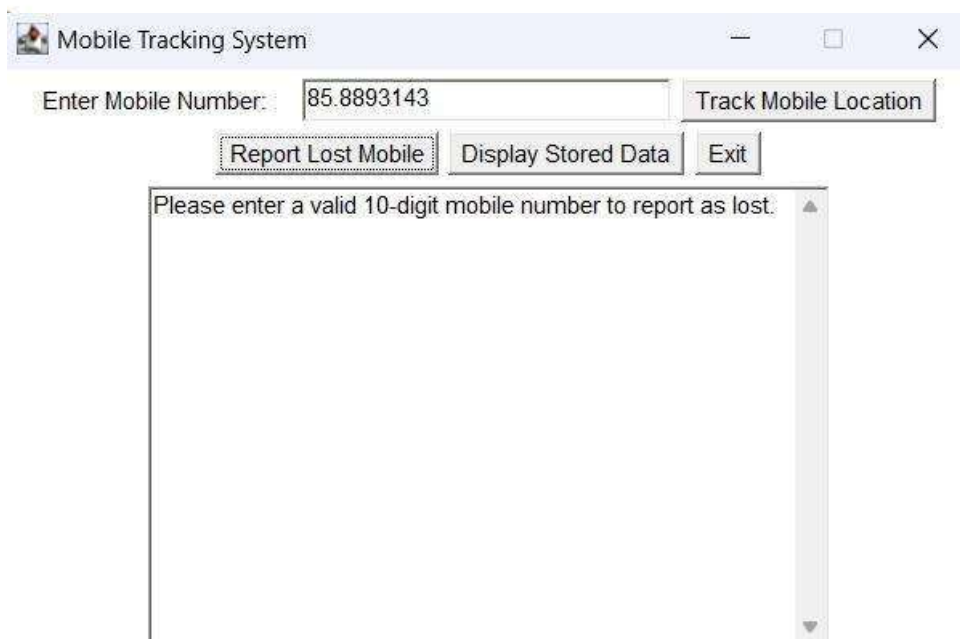 Mobile Tracking System
Enter Mobile Number: 85.8893143 Track Mobile Location
Report Lost Mobile Display Stored Data Exit
Please enter a valid 10-digit mobile number to report as lost.